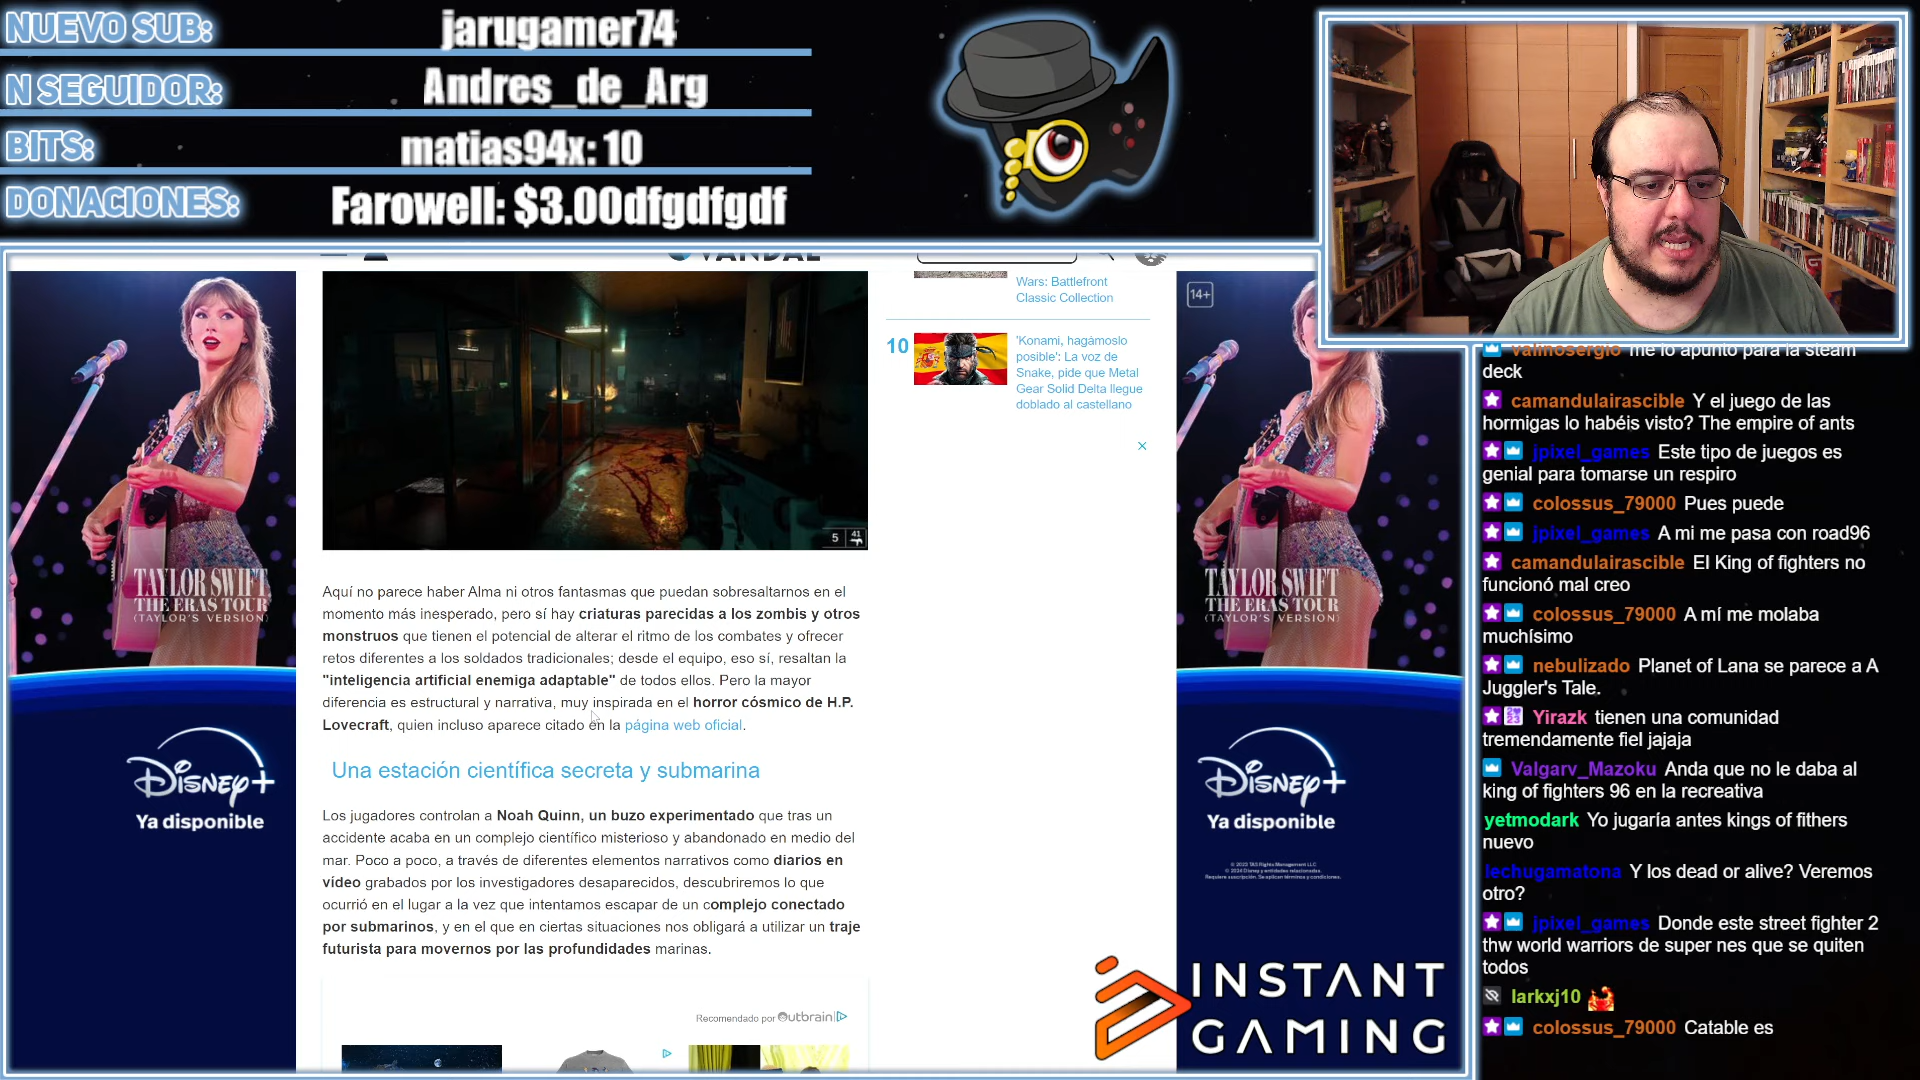 NUEVO SUB: jarugamer74
N SEGUIDOR: Andres_de_Arg
BITS: matias94x: 10
DONACIONES: Farowell: $3.00dfgdfgdf
VANDAL
Wars: Battlefront
Classic Collection
10
'Konami, hagámoslo
posible': La voz de
Snake, pide que Metal
Gear Solid Delta llegue
doblado al castellano
5 41
Aquí no parece haber Alma ni otros fantasmas que puedan sobresaltarnos en el
momento más inesperado, pero sí hay criaturas parecidas a los zombis y otros
monstruos que tienen el potencial de alterar el ritmo de los combates y ofrecer
retos diferentes a los soldados tradicionales; desde el equipo, eso sí, resaltan la
"inteligencia artificial enemiga adaptable" de todos ellos. Pero la mayor
diferencia es estructural y narrativa, muy inspirada en el horror cósmico de H.P.
Lovecraft, quien incluso aparece citado en la página web oficial.
Una estación científica secreta y submarina
Los jugadores controlan a Noah Quinn, un buzo experimentado que tras un
accidente acaba en un complejo científico misterioso y abandonado en medio del
mar. Poco a poco, a través de diferentes elementos narrativos como diarios en
vídeo grabados por los investigadores desaparecidos, descubriremos lo que
ocurrió en el lugar a la vez que intentamos escapar de un complejo conectado
por submarinos, y en el que en ciertas situaciones nos obligará a utilizar un traje
futurista para movernos por las profundidades marinas.
Recomendado por Outbrain
TAYLOR SWIFT
THE ERAS TOUR
(TAYLOR'S VERSION)
Disney+
Ya disponible
14+
TAYLOR SWIFT
THE ERAS TOUR
(TAYLOR'S VERSION)
Disney+
Ya disponible
INSTANT
GAMING
valinosergio me lo apunto para la steam
deck
camandulairascible Y el juego de las
hormigas lo habéis visto? The empire of ants
jpixel_games Este tipo de juegos es
genial para tomarse un respiro
colossus_79000 Pues puede
jpixel_games A mi me pasa con road96
camandulairascible El King of fighters no
funcionó mal creo
colossus_79000 A mí me molaba
muchísimo
nebulizado Planet of Lana se parece a A
Juggler's Tale.
Yirazk tienen una comunidad
tremendamente fiel jajaja
Valgarv_Mazoku Anda que no le daba al
king of fighters 96 en la recreativa
yetmodark Yo jugaría antes kings of fithers
nuevo
lechugamatona Y los dead or alive? Veremos
otro?
jpixel_games Donde este street fighter 2
thw world warriors de super nes que se quiten
todos
larkxj10
colossus_79000 Catable es